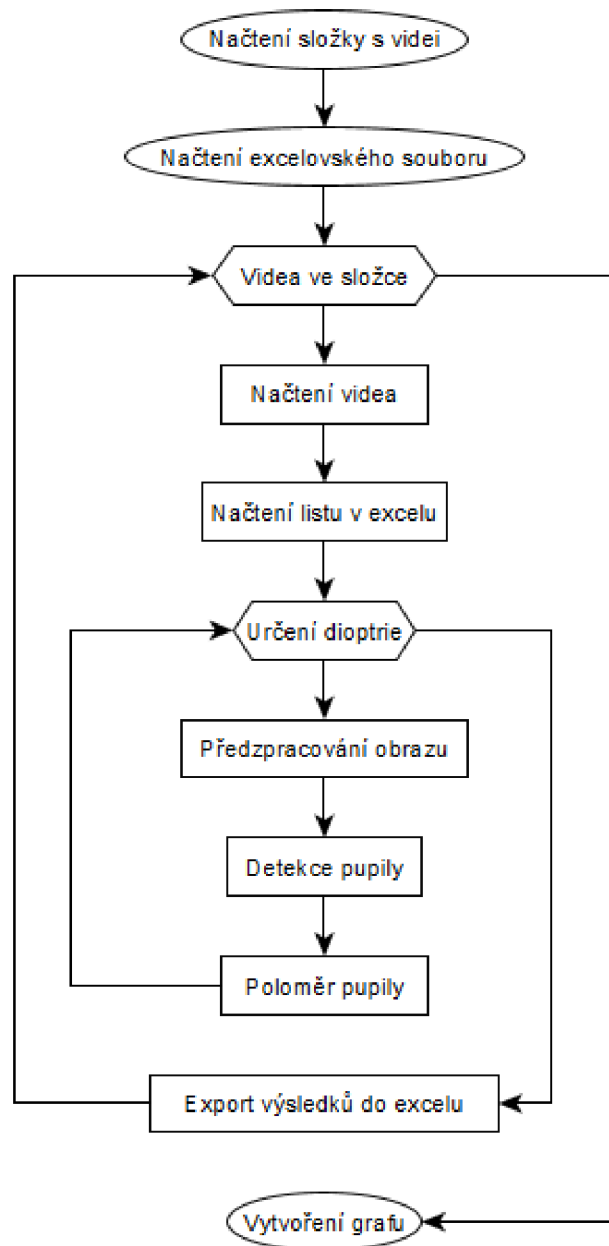 Načtení složky s videi
Načtení excelovského souboru
Videa ve složce
Načtení videa
Načtení listu v excelu
Určení dioptrie
Předzpracování obrazu
Detekce pupily
Poloměr pupily
Export výsledků do excelu
Vytvoření grafu